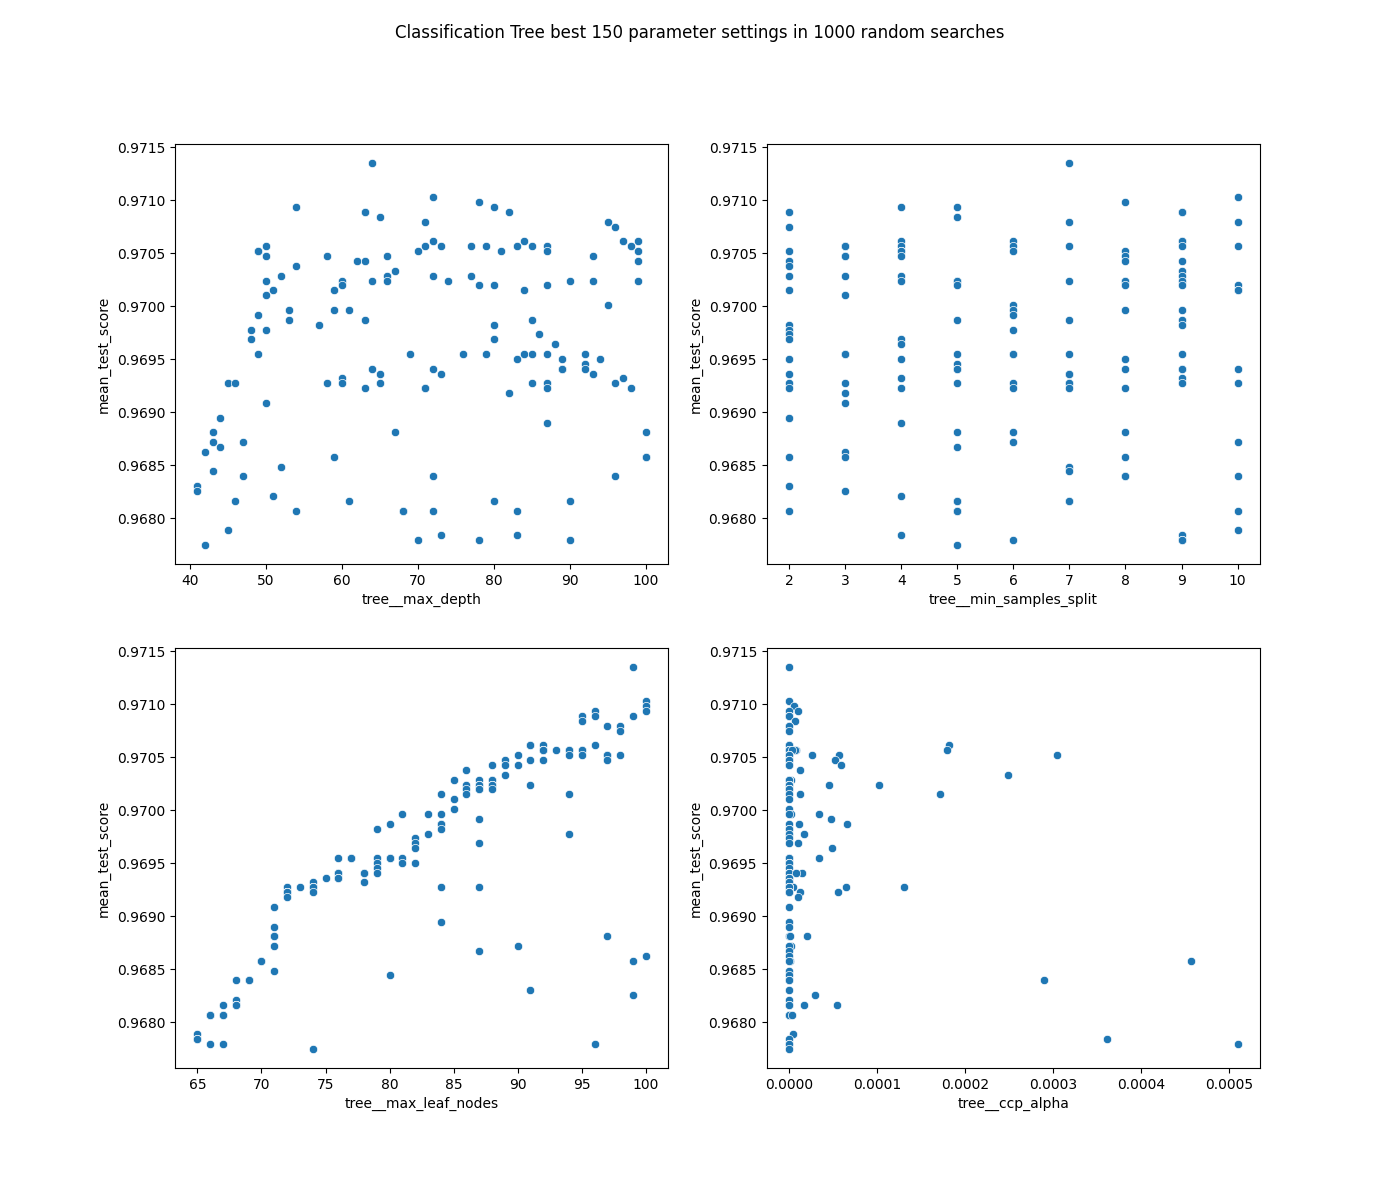 Classification Tree best 150 parameter settings in 1000 random searches
0.9715
0.9710
0.9705
0.9700
0.9695
0.9690
0.9685
0.9680
mean_test_score
40 50 60 70 80 90 100
tree__max_depth
0.9715
0.9710
0.9705
0.9700
0.9695
0.9690
0.9685
0.9680
mean_test_score
2 3 4 5 6 7 8 9 10
tree__min_samples_split
0.9715
0.9710
0.9705
0.9700
0.9695
0.9690
0.9685
0.9680
mean_test_score
65 70 75 80 85 90 95 100
tree__max_leaf_nodes
0.9715
0.9710
0.9705
0.9700
0.9695
0.9690
0.9685
0.9680
mean_test_score
0.0000 0.0001 0.0002 0.0003 0.0004 0.0005
tree__ccp_alpha